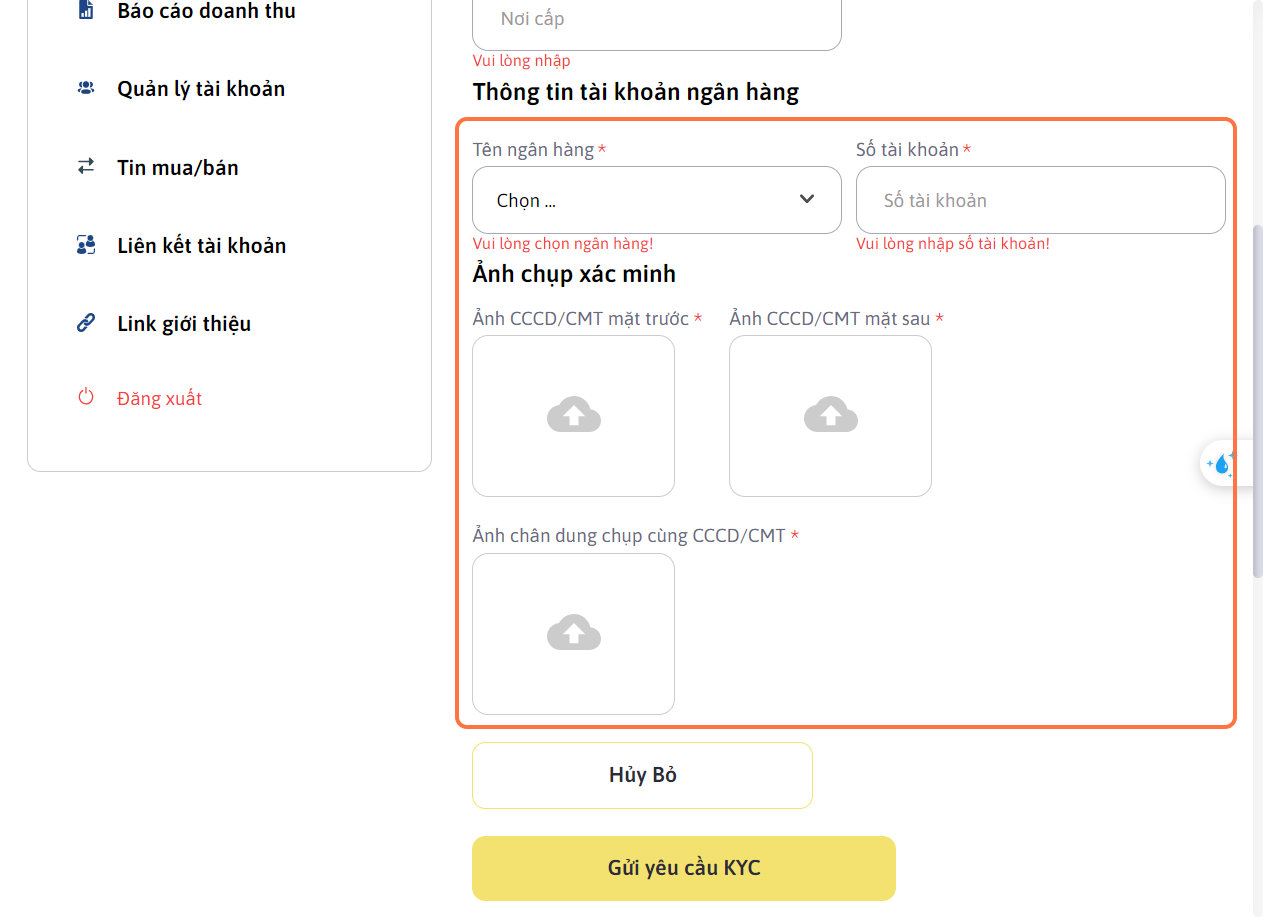 Báo cáo doanh thu
Quản lý tài khoản
Tin mua/bán
Liên kết tài khoản
Link giới thiệu
Đăng xuất
Nơi cấp
Vui lòng nhập
Thông tin tài khoản ngân hàng
Tên ngân hàng *
Số tài khoản *
Chọn ...
Số tài khoản
Vui lòng chọn ngân hàng!
Vui lòng nhập số tài khoản!
Ảnh chụp xác minh
Ảnh CCCD/CMT mặt trước *
Ảnh CCCD/CMT mặt sau *
Ảnh chân dung chụp cùng CCCD/CMT *
Hủy Bỏ
Gửi yêu cầu KYC